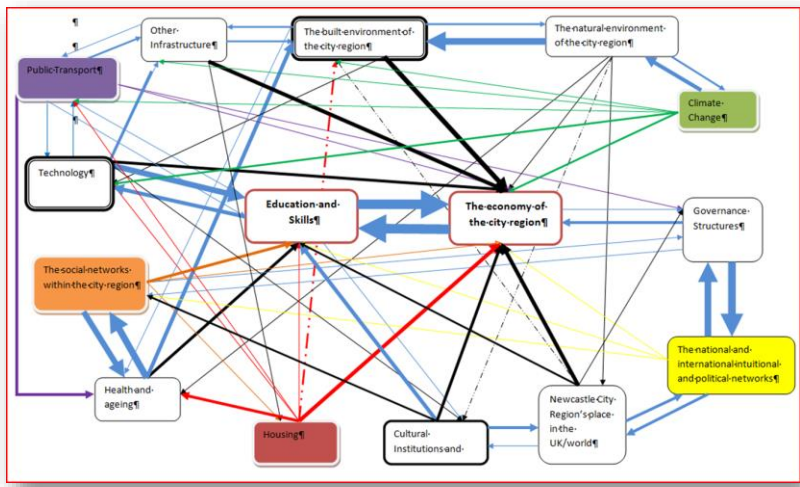 ¶
Other·
Infrastructure¶
The·built·environment·of·
the·city·region¶
The·natural·environment·
of·the·city·region¶
¶
Public·Transport¶
Climate·
Change¶
¶
Technology¶
Education·and·
Skills¶
The·economy·of·
the·city·region¶
Governance·
Structures¶
The·social·networks·
within·the·city·region¶
The·national·and·
international·intuitional·
and·political·networks¶
Health·and·
ageing¶
Housing¶
Cultural·
Institutions·and·
Newcastle·City·
Region's·place·
in·the·
UK/world¶